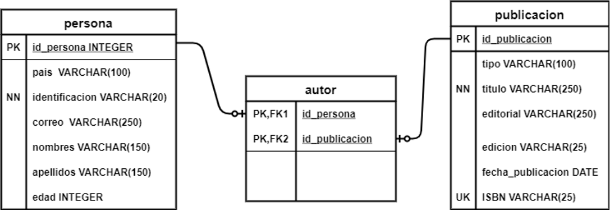 persona
PK id_persona INTEGER
pais VARCHAR(100)
NN identificacion VARCHAR(20)
correo VARCHAR(250)
nombres VARCHAR(150)
apellidos VARCHAR(150)
edad INTEGER
autor
PK,FK1 id_persona
PK,FK2 id_publicacion
publicacion
PK id_publicacion
tipo VARCHAR(100)
NN titulo VARCHAR(250)
editorial VARCHAR(250)
edicion VARCHAR(25)
fecha_publicacion DATE
UK ISBN VARCHAR(25)